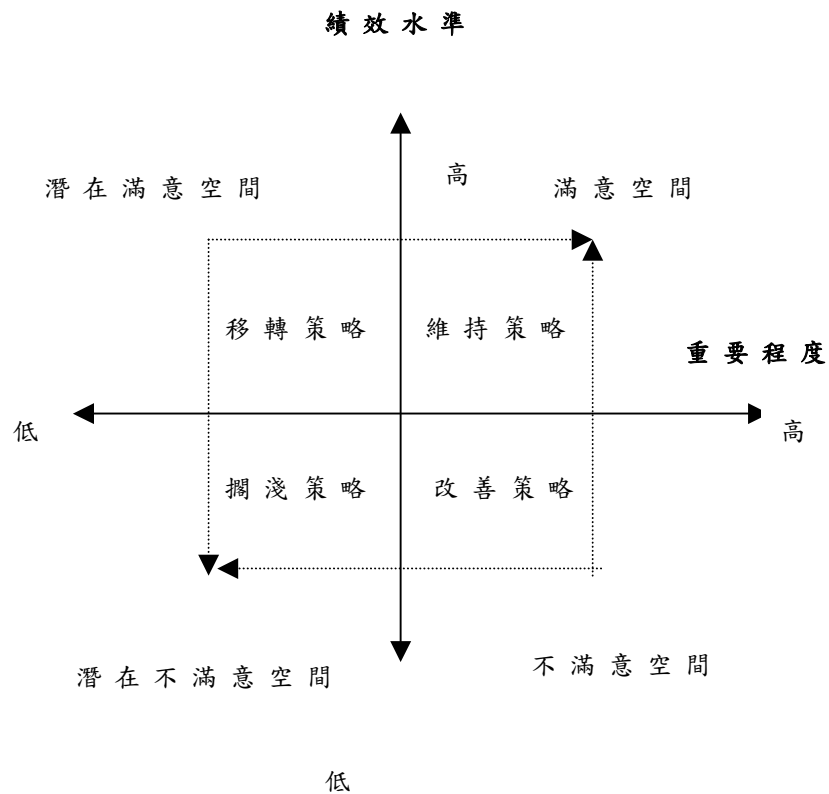 績效水準
高
潛在滿意空間
滿意空間
移轉策略
維持策略
重要程度
低
高
擱淺策略
改善策略
潛在不滿意空間
不滿意空間
低